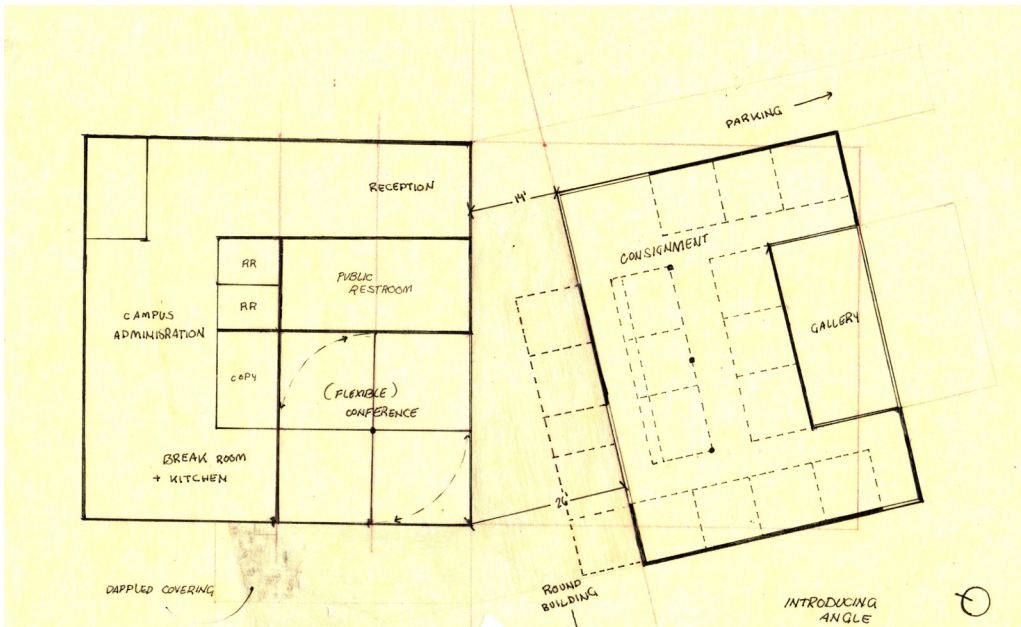 PARKING
RECEPTION
14'
CONSIGNMENT
RR
PUBLIC
RESTROOM
RR
CAMPUS
ADMINISRATION
GALLERY
COPY
(FLEXIBLE)
CONFERENCE
BREAK ROOM
+ KITCHEN
26'
DAPPLED COVERING
ROUND
BUILDING
INTRODUCING
ANGLE